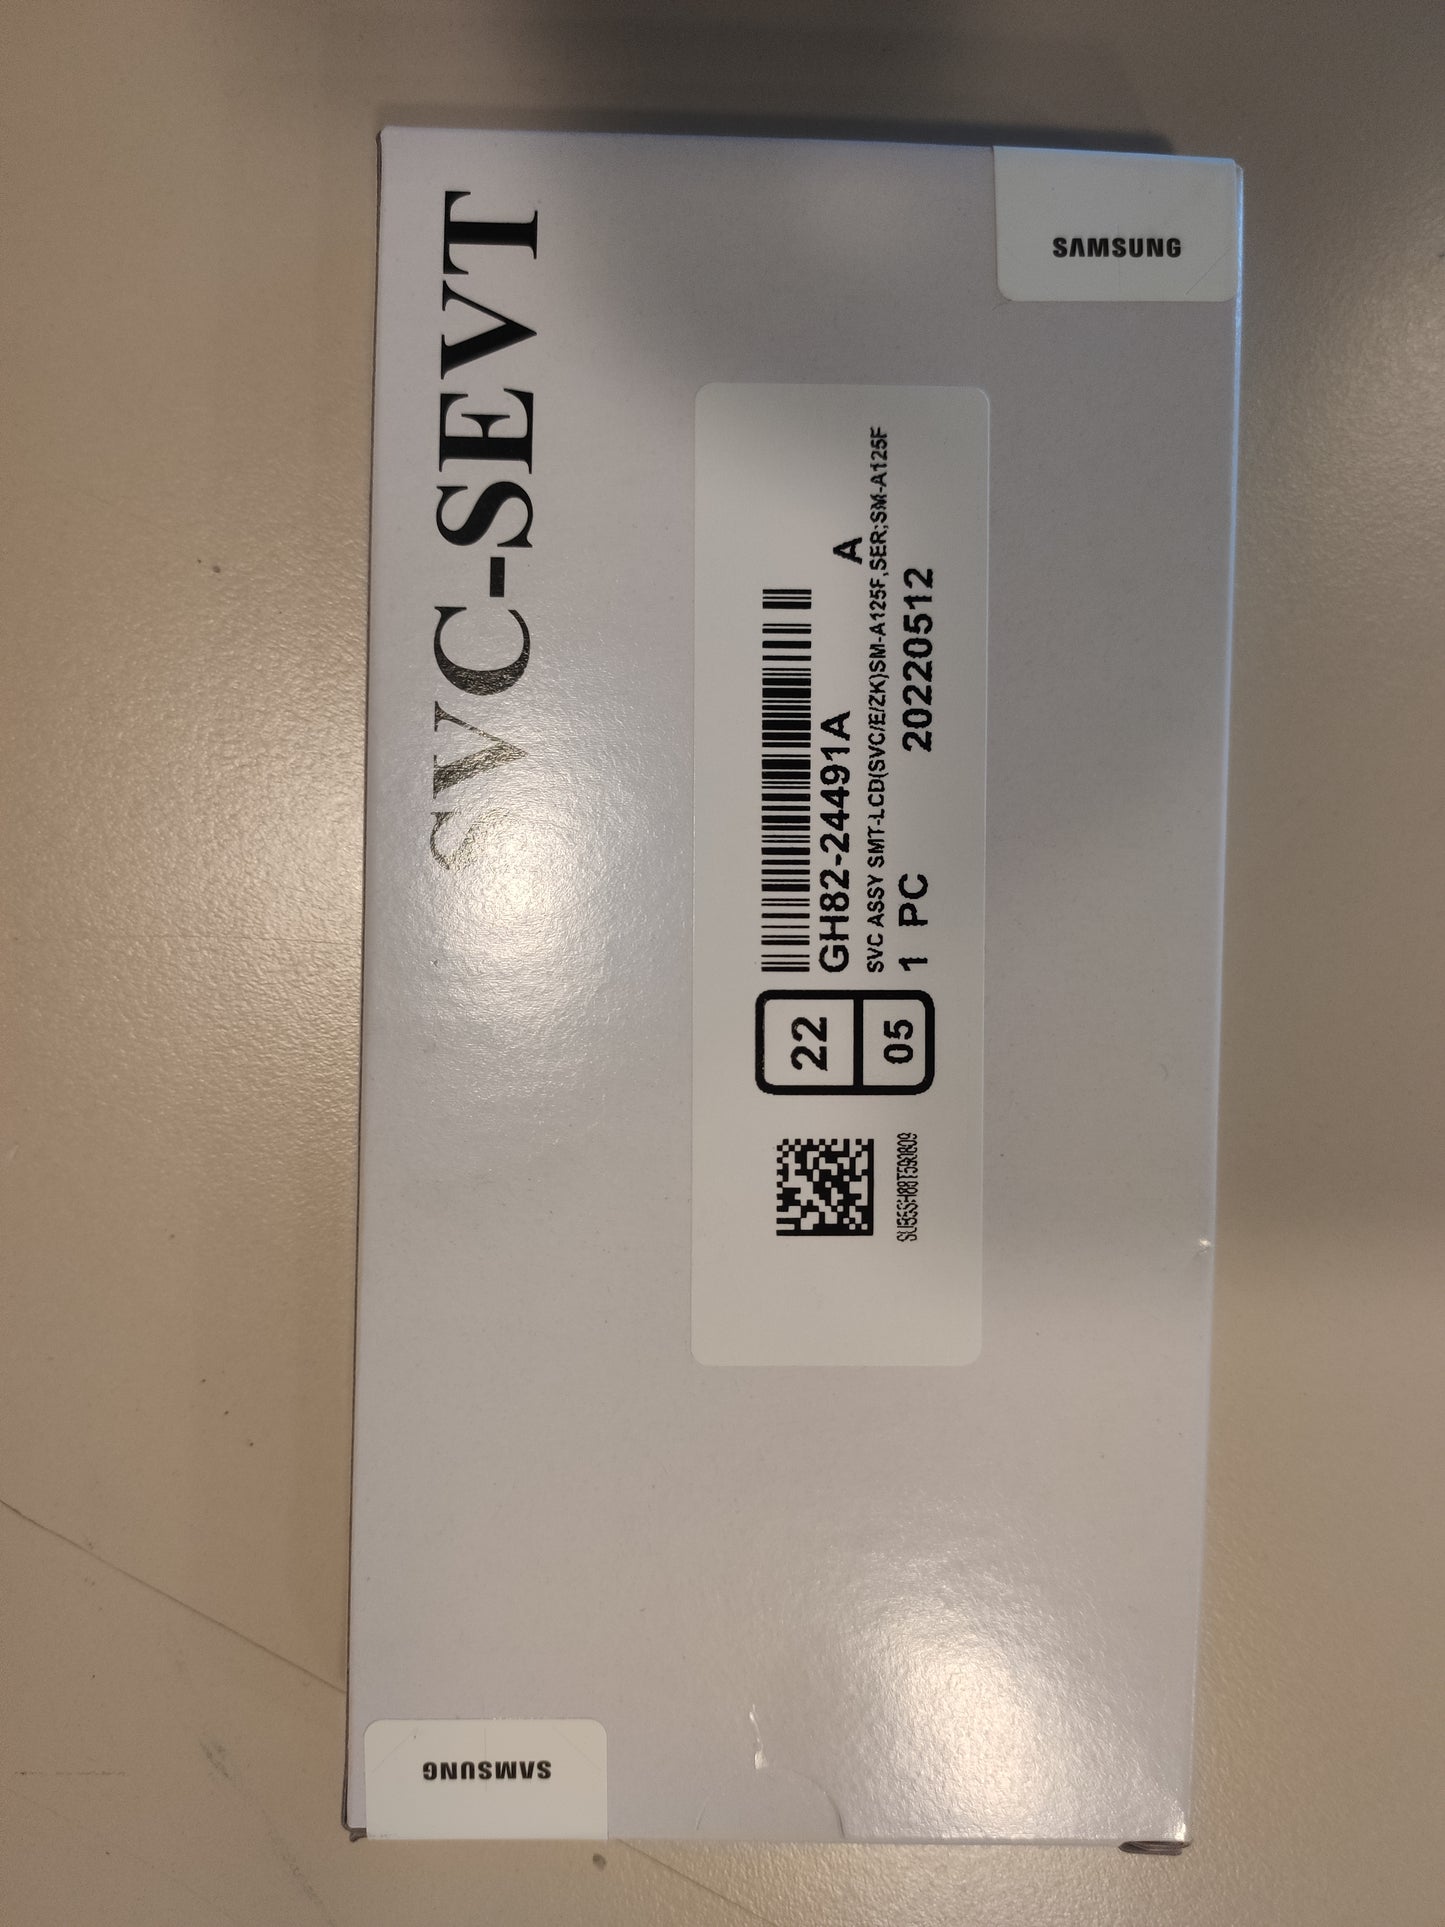 SVC-SEVT
SAMSUNG
GH82-24491A
A
SVC ASSY SMT-LCD(SVC/E/ZK)SM-A125F,SER;SM-A125F
1 PC 20220512
22
05
SAMSUNG